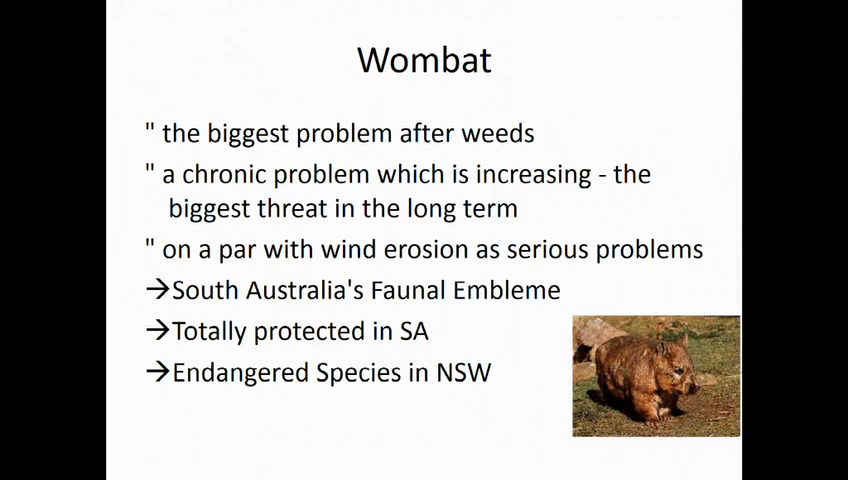 Wombat
" the biggest problem after weeds
" a chronic problem which is increasing - the
biggest threat in the long term
" on a par with wind erosion as serious problems
→South Australia's Faunal Embleme
→Totally protected in SA
→Endangered Species in NSW